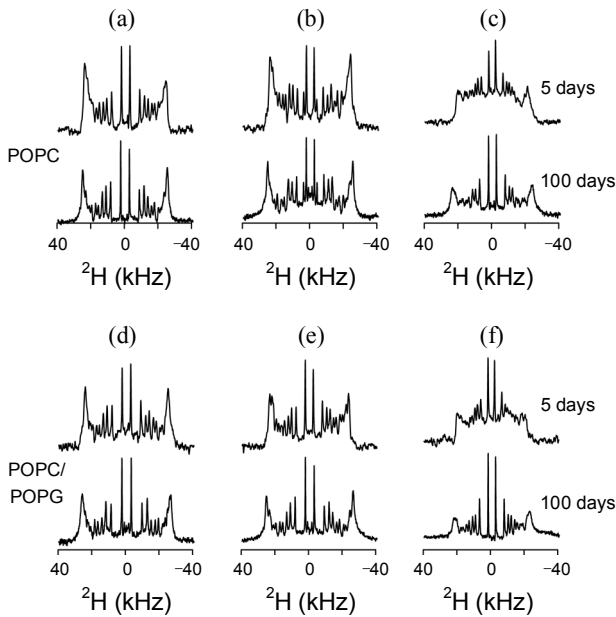 (a) (b) (c)
5 days
POPC
100 days
40 0 −40 40 0 −40 40 0 −40
²H (kHz) ²H (kHz) ²H (kHz)
(d) (e) (f)
5 days
POPC/
POPG
100 days
40 0 −40 40 0 −40 40 0 −40
²H (kHz) ²H (kHz) ²H (kHz)